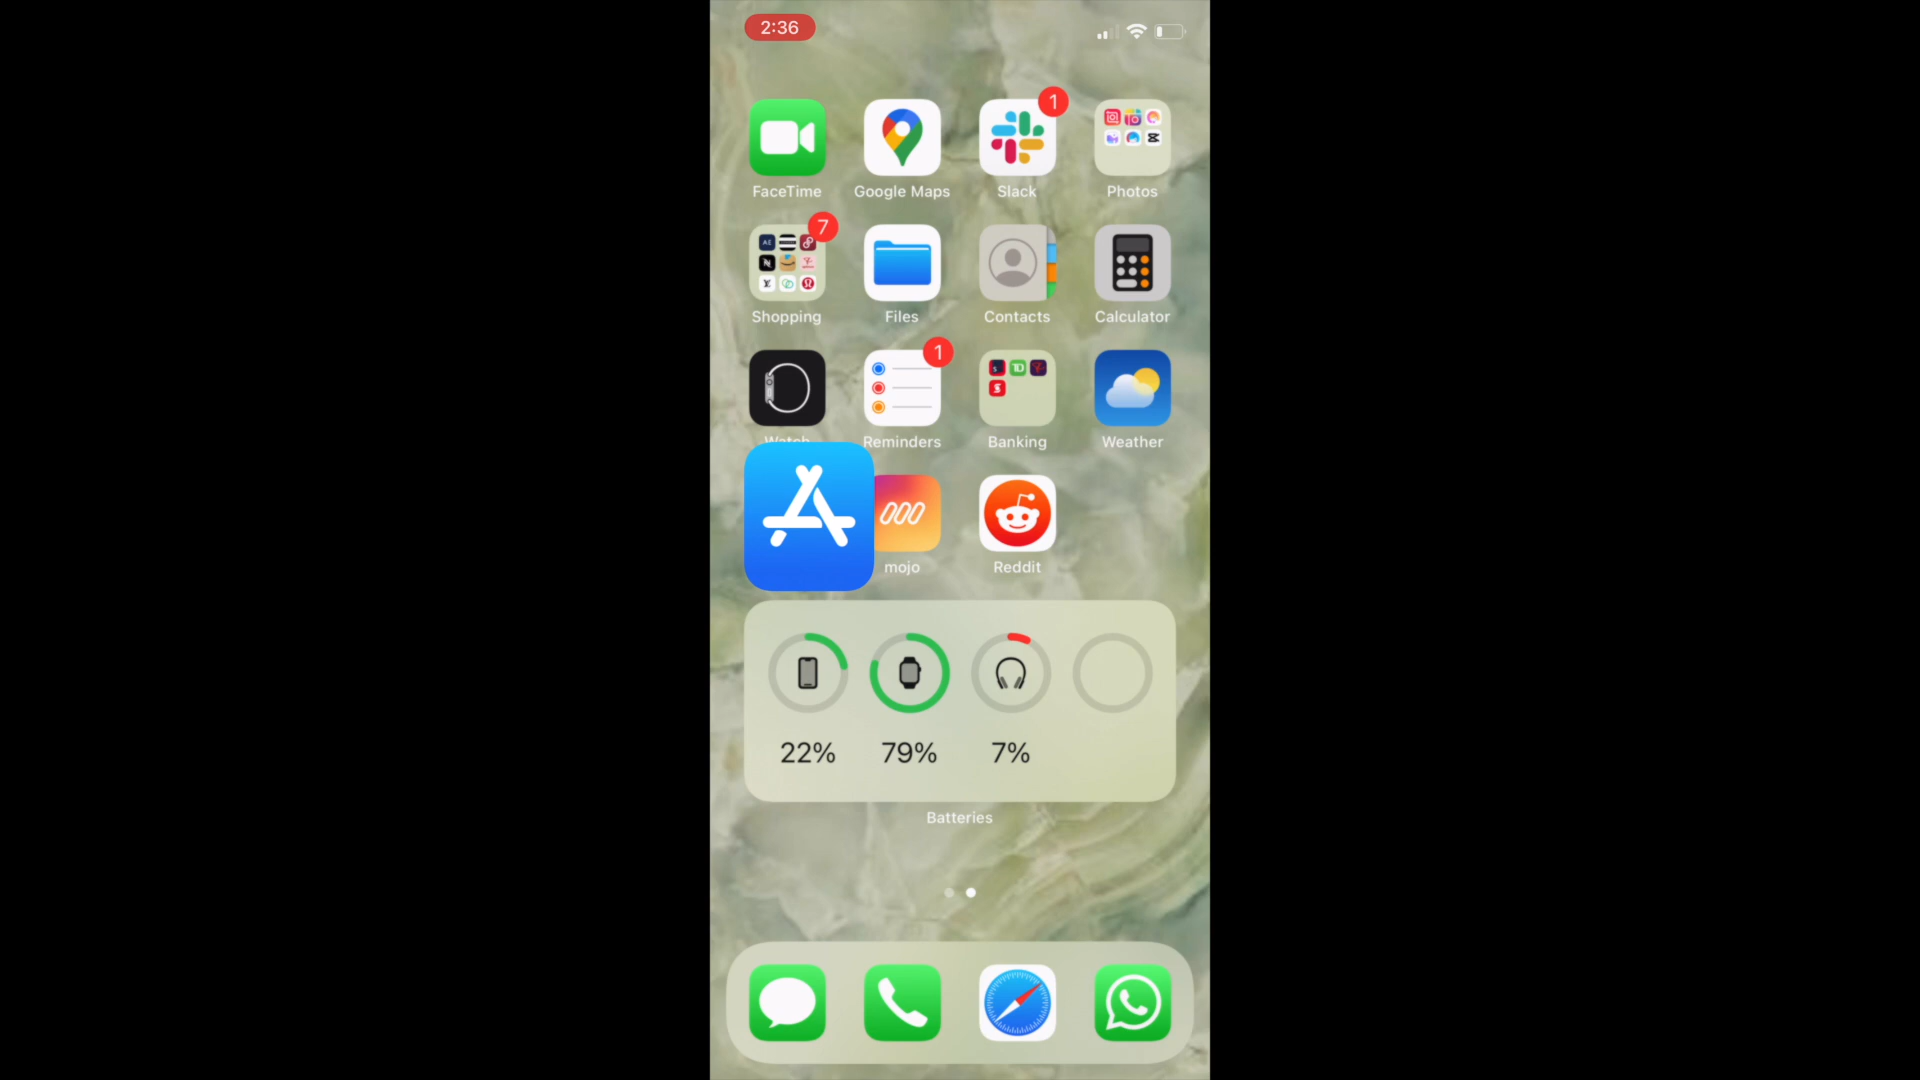 2:36
1
FaceTime
Google Maps
Slack
Photos
7
Shopping
Files
Contacts
Calculator
1
Watch
Reminders
Banking
Weather
mojo
Reddit
22%
79%
7%
Batteries